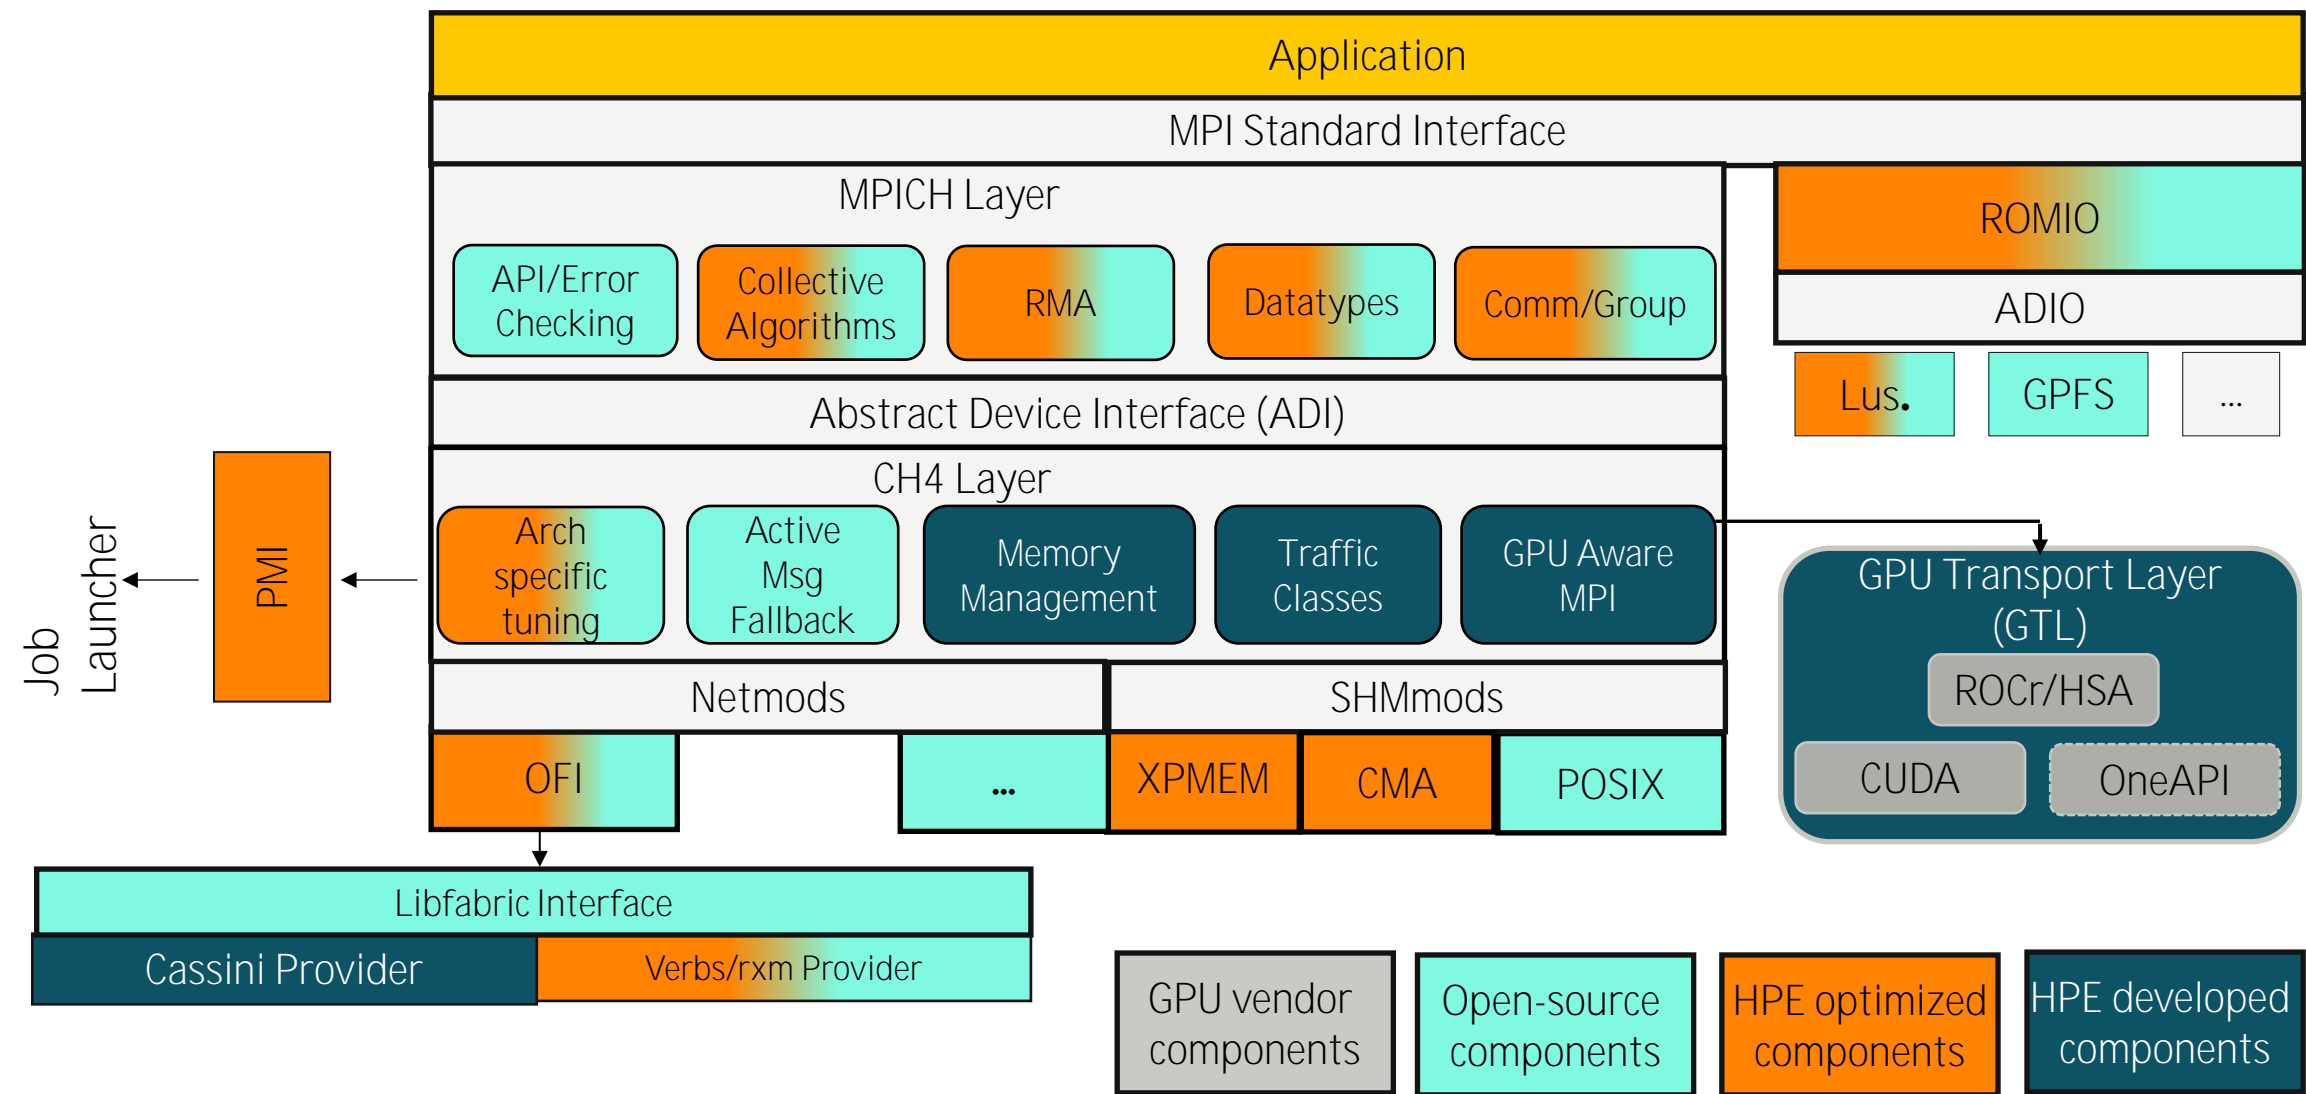 Application
MPI Standard Interface
MPICH Layer
API/Error
Checking
Collective
Algorithms
RMA
Datatypes
Comm/Group
ROMIO
ADIO
Lus.
GPFS
...
Abstract Device Interface (ADI)
CH4 Layer
Arch
specific
tuning
Active
Msg
Fallback
Memory
Management
Traffic
Classes
GPU Aware
MPI
Job
Launcher
PMI
GPU Transport Layer
(GTL)
ROCr/HSA
CUDA
OneAPI
Netmods
SHMmods
OFI
...
XPMEM
CMA
POSIX
Libfabric Interface
Cassini Provider
Verbs/rxm Provider
GPU vendor
components
Open-source
components
HPE optimized
components
HPE developed
components